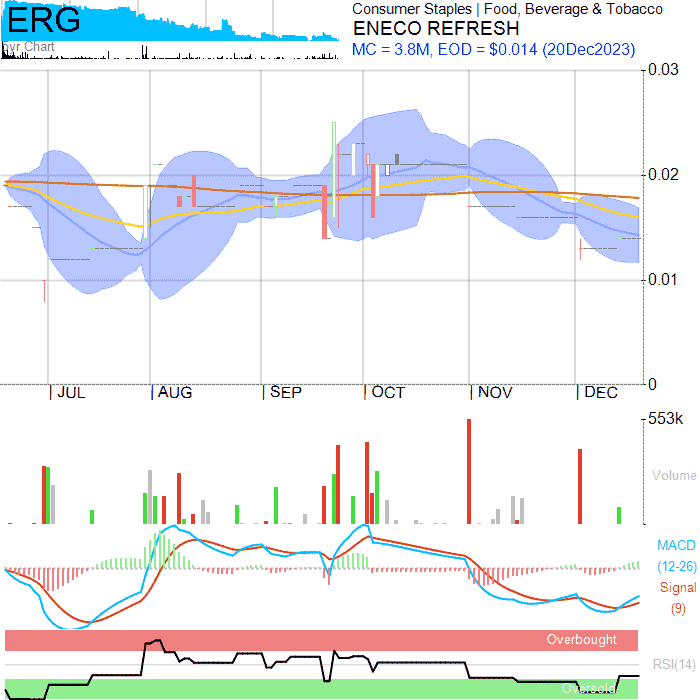 ERG
5yr Chart
Consumer Staples | Food, Beverage & Tobacco
ENECO REFRESH
MC = 3.8M, EOD = $0.014 (20Dec2023)
0.03
0.02
0.01
0
JUL AUG SEP OCT NOV DEC
553k
Volume
MACD
(12-26)
Signal
(9)
Overbought
RSI(14)
Oversold